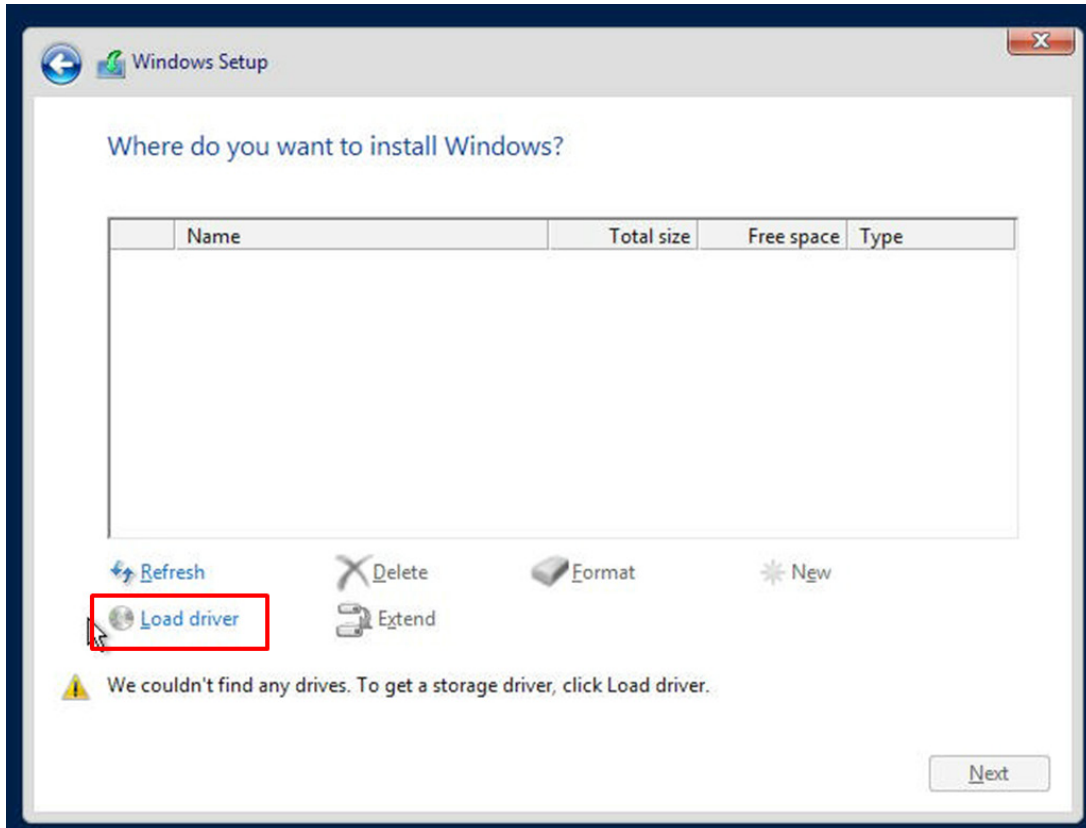 Windows Setup
Where do you want to install Windows?
Name Total size Free space Type
Refresh Delete Format New
Load driver Extend
We couldn't find any drives. To get a storage driver, click Load driver.
Next